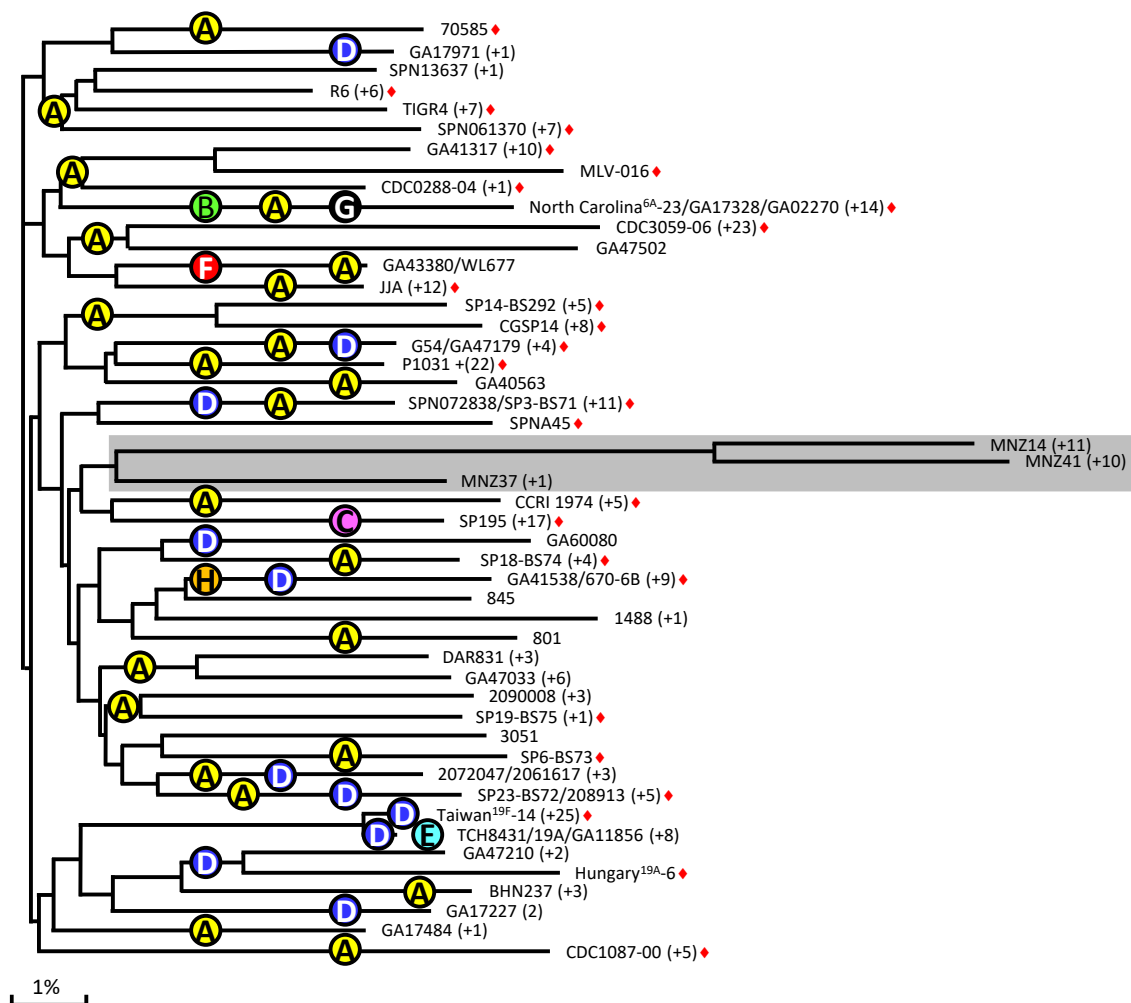 A 70585
D GA17971 (+1)
SPN13637 (+1)
R6 (+6)
A TIGR4 (+7)
SPN061370 (+7)
GA41317 (+10)
A MLV-016
CDC0288-04 (+1)
B A G North Carolina6A-23/GA17328/GA02270 (+14)
CDC3059-06 (+23)
A GA47502
F A GA43380/WL677
A JJA (+12)
SP14-BS292 (+5)
A CGSP14 (+8)
A D G54/GA47179 (+4)
A P1031 +(22)
A GA40563
D A SPN072838/SP3-BS71 (+11)
SPNA45
MNZ14 (+11)
MNZ41 (+10)
MNZ37 (+1)
A CCRI 1974 (+5)
C SP195 (+17)
D GA60080
A SP18-BS74 (+4)
H D GA41538/670-6B (+9)
845
1488 (+1)
A 801
DAR831 (+3)
A GA47033 (+6)
2090008 (+3)
A SP19-BS75 (+1)
3051
A SP6-BS73
A D 2072047/2061617 (+3)
A D SP23-BS72/208913 (+5)
D Taiwan19F-14 (+25)
D E TCH8431/19A/GA11856 (+8)
GA47210 (+2)
D Hungary19A-6
A BHN237 (+3)
D GA17227 (2)
A GA17484 (+1)
A CDC1087-00 (+5)
1%